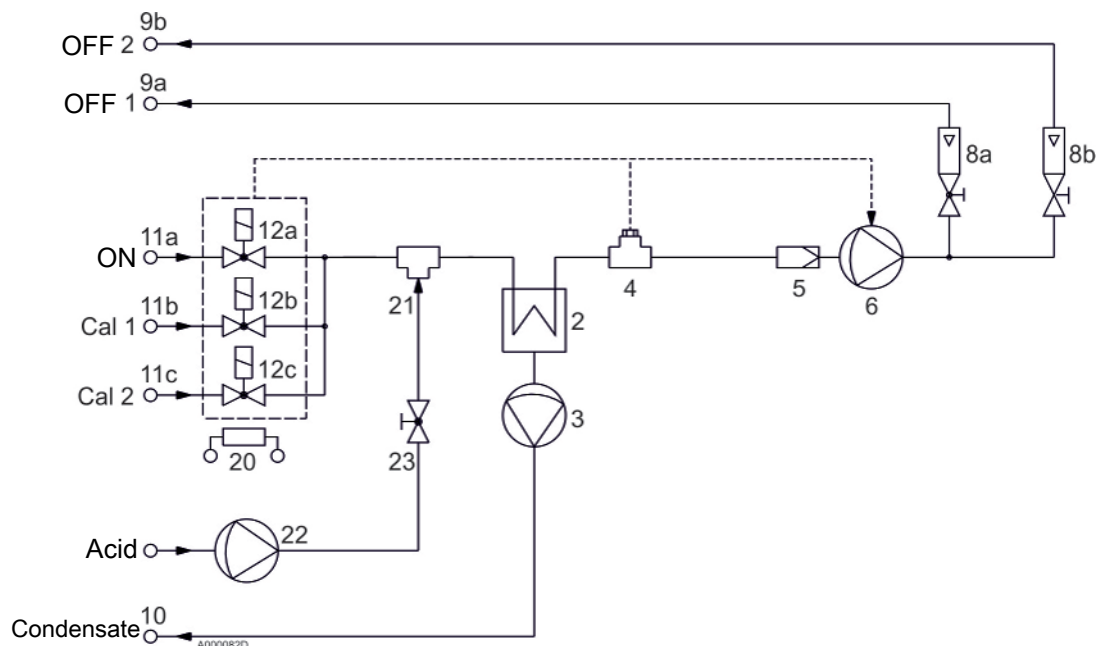 9b
OFF 2
9a
OFF 1
8a
8b
11a
ON
12a
11b
Cal 1
12b
21
4
5
6
2
11c
Cal 2
12c
3
20
23
Acid
22
10
Condensate
A000082D